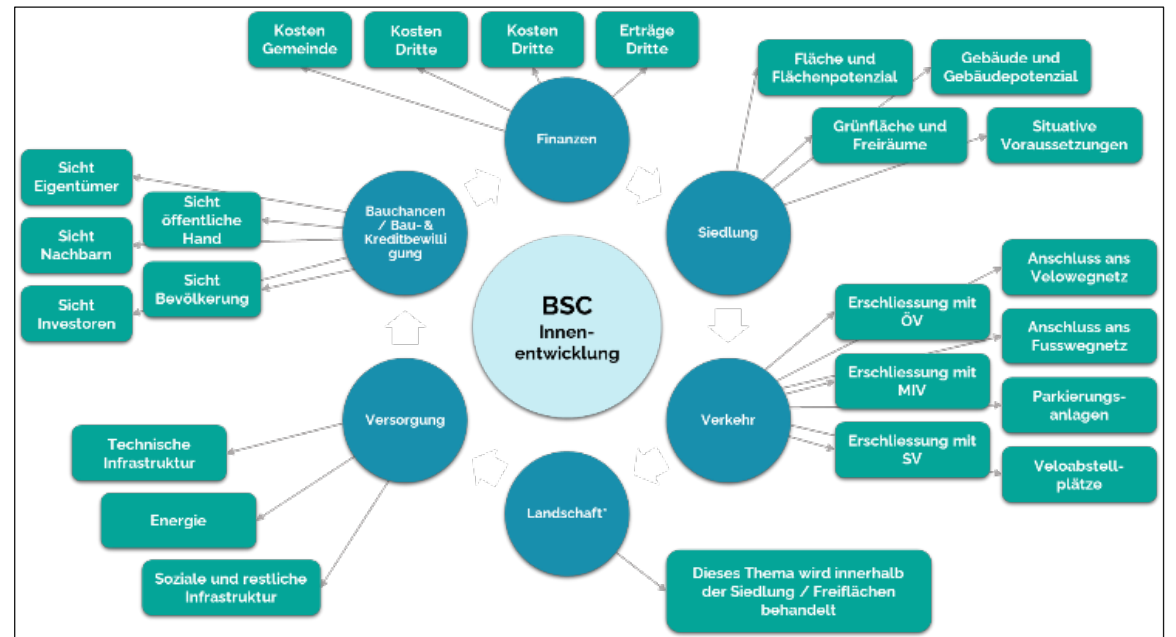 Kosten
Gemeinde
Kosten
Dritte
Kosten
Dritte
Erträge
Dritte
Fläche und
Flächenpotenzial
Gebäude und
Gebäudepotenzial
Grünfläche und
Freiräume
Situative
Voraussetzungen
Finanzen
Sicht
Eigentümer
Sicht
öffentliche
Hand
Sicht
Nachbarn
Sicht
Bevölkerung
Sicht
Investoren
Bauchancen
/ Bau- &
Kreditbewilli
gung
Siedlung
BSC
Innen-
entwicklung
Anschluss ans
Velowegnetz
Erschliessung mit
ÖV
Anschluss ans
Fusswegnetz
Erschliessung mit
MIV
Parkierungs-
anlagen
Erschliessung mit
SV
Veloabstell-
plätze
Versorgung
Verkehr
Technische
Infrastruktur
Energie
Soziale und restliche
Infrastruktur
Landschaft*
Dieses Thema wird innerhalb
der Siedlung / Freiflächen
behandelt